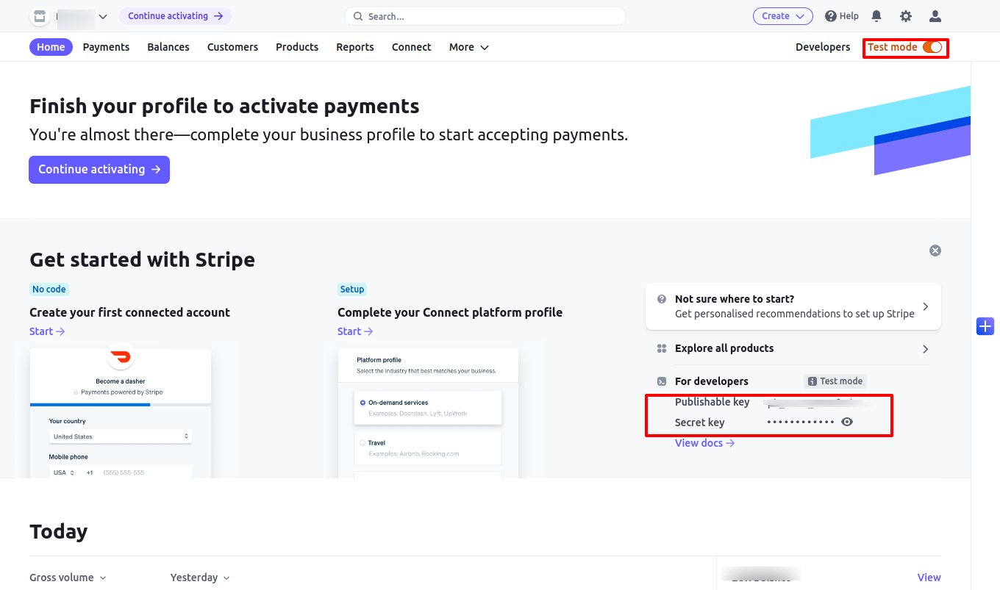 Continue activating →
Search...
Create
Help
Home
Payments
Balances
Customers
Products
Reports
Connect
More
Developers
Test mode
Finish your profile to activate payments
You're almost there—complete your business profile to start accepting payments.
Continue activating →
Get started with Stripe
No code
Create your first connected account
Start →
Become a dasher
Payments powered by Stripe
Your country
United States
Mobile phone
USA +1 (555) 555-555
Setup
Complete your Connect platform profile
Start →
Platform profile
Select the industry that best matches your business.
On-demand services
Examples: Doordash, Lyft, UpWork
Travel
Examples: Airbnb, Booking.com
Not sure where to start?
Get personalised recommendations to set up Stripe
Explore all products
For developers
Test mode
Publishable key
Secret key ••••••••••••
View docs →
Today
Gross volume
Yesterday
View